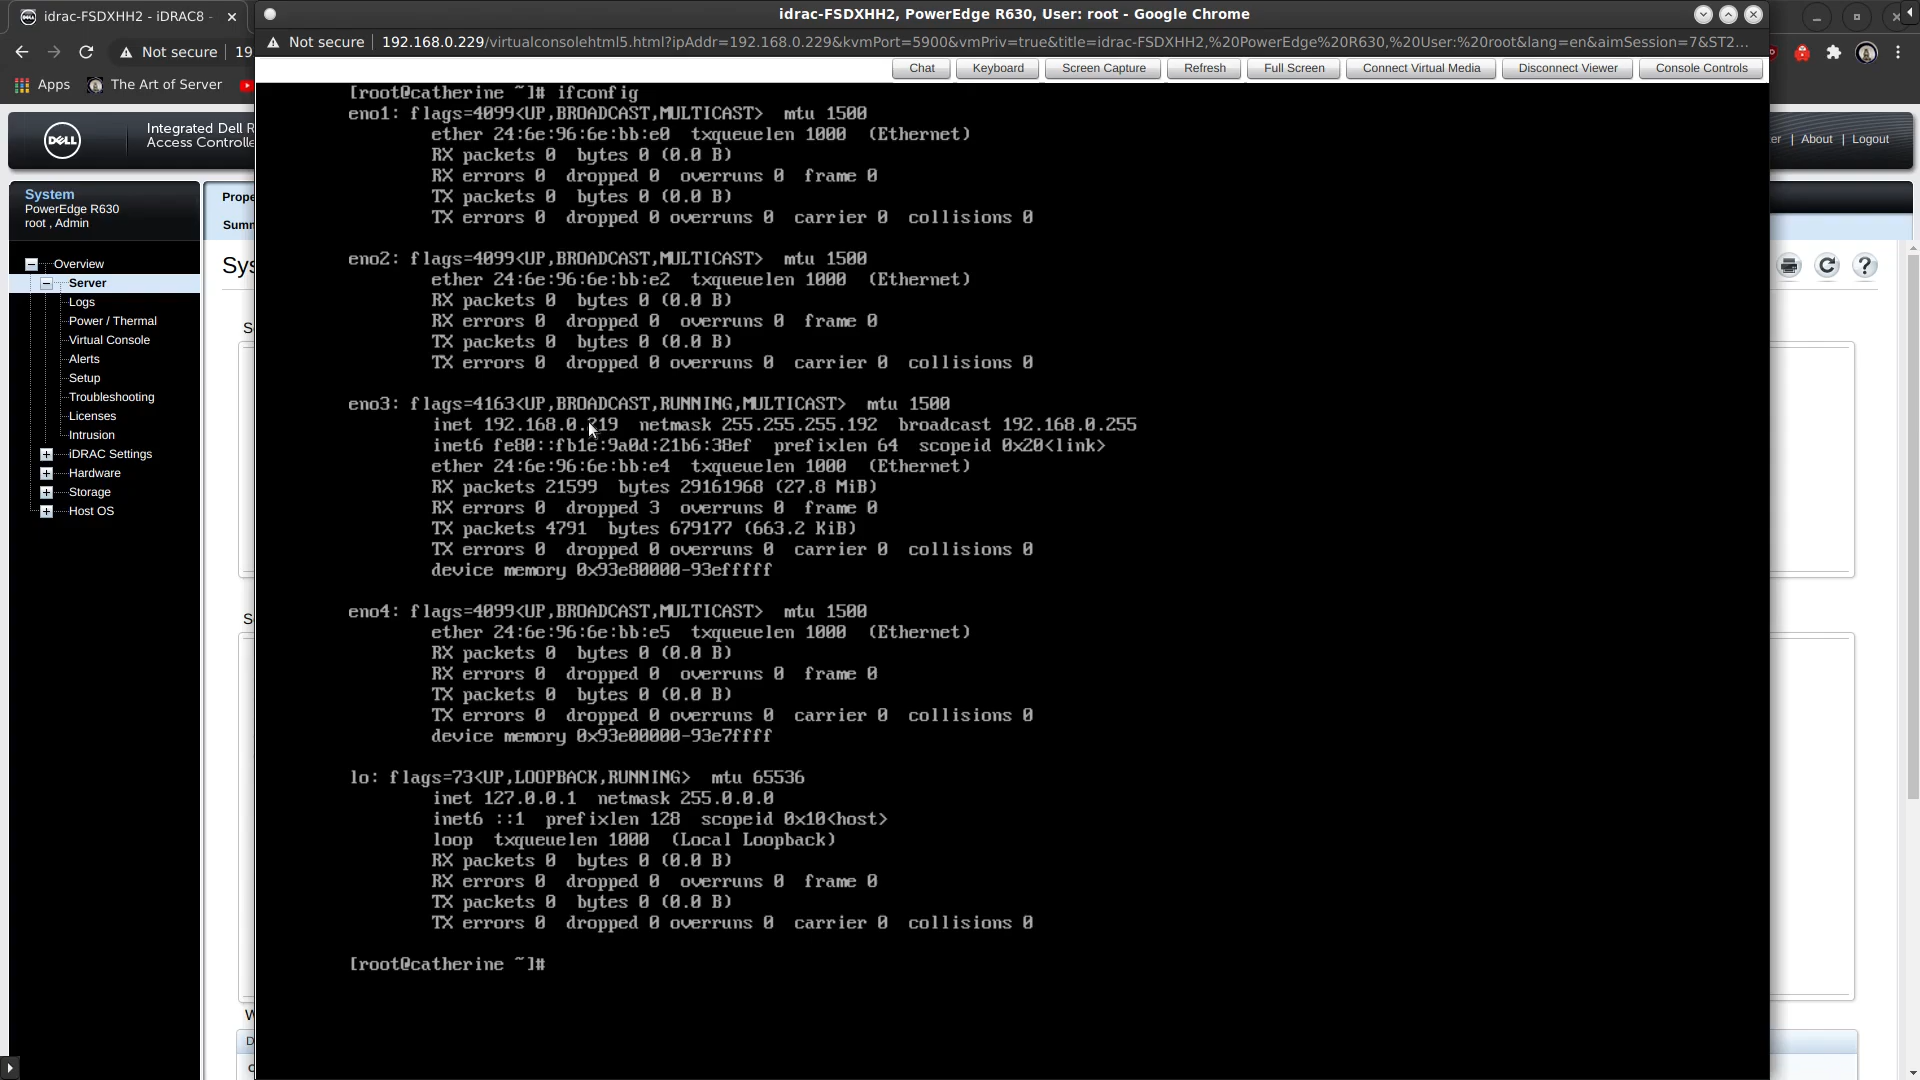 idrac-FSDXHH2 - iDRAC8 -
idrac-FSDXHH2, PowerEdge R630, User: root - Google Chrome
Not secure 19
Not secure 192.168.0.229/virtualconsolehtml5.html?ipAddr=192.168.0.229&kvmPort=5900&vmPriv=true&title=idrac-FSDXHH2,%20PowerEdge%20R630,%20User:%20root&lang=en&aimSession=7&ST2...
Apps The Art of Server
Chat Keyboard Screen Capture Refresh Full Screen Connect Virtual Media Disconnect Viewer Console Controls
DELL
Integrated Dell R
Access Controlle
er | About | Logout
System
PowerEdge R630
root , Admin
Prope
Summ
Sys
Overview
Server
Logs
Power / Thermal
Virtual Console
Alerts
Setup
Troubleshooting
Licenses
Intrusion
iDRAC Settings
Hardware
Storage
Host OS
[root@catherine ~]# ifconfig
eno1: flags=4099<UP,BROADCAST,MULTICAST> mtu 1500
ether 24:6e:96:6e:bb:e0 txqueuelen 1000 (Ethernet)
RX packets 0 bytes 0 (0.0 B)
RX errors 0 dropped 0 overruns 0 frame 0
TX packets 0 bytes 0 (0.0 B)
TX errors 0 dropped 0 overruns 0 carrier 0 collisions 0
eno2: flags=4099<UP,BROADCAST,MULTICAST> mtu 1500
ether 24:6e:96:6e:bb:e2 txqueuelen 1000 (Ethernet)
RX packets 0 bytes 0 (0.0 B)
RX errors 0 dropped 0 overruns 0 frame 0
TX packets 0 bytes 0 (0.0 B)
TX errors 0 dropped 0 overruns 0 carrier 0 collisions 0
eno3: flags=4163<UP,BROADCAST,RUNNING,MULTICAST> mtu 1500
inet 192.168.0.219 netmask 255.255.255.192 broadcast 192.168.0.255
inet6 fe80::fb1e:9a0d:21b6:38ef prefixlen 64 scopeid 0x20<link>
ether 24:6e:96:6e:bb:e4 txqueuelen 1000 (Ethernet)
RX packets 21599 bytes 29161968 (27.8 MiB)
RX errors 0 dropped 3 overruns 0 frame 0
TX packets 4791 bytes 679177 (663.2 KiB)
TX errors 0 dropped 0 overruns 0 carrier 0 collisions 0
device memory 0x93e80000-93efffff
eno4: flags=4099<UP,BROADCAST,MULTICAST> mtu 1500
ether 24:6e:96:6e:bb:e5 txqueuelen 1000 (Ethernet)
RX packets 0 bytes 0 (0.0 B)
RX errors 0 dropped 0 overruns 0 frame 0
TX packets 0 bytes 0 (0.0 B)
TX errors 0 dropped 0 overruns 0 carrier 0 collisions 0
device memory 0x93e00000-93e7ffff
lo: flags=73<UP,LOOPBACK,RUNNING> mtu 65536
inet 127.0.0.1 netmask 255.0.0.0
inet6 ::1 prefixlen 128 scopeid 0x10<host>
loop txqueuelen 1000 (Local Loopback)
RX packets 0 bytes 0 (0.0 B)
RX errors 0 dropped 0 overruns 0 frame 0
TX packets 0 bytes 0 (0.0 B)
TX errors 0 dropped 0 overruns 0 carrier 0 collisions 0
[root@catherine ~]#